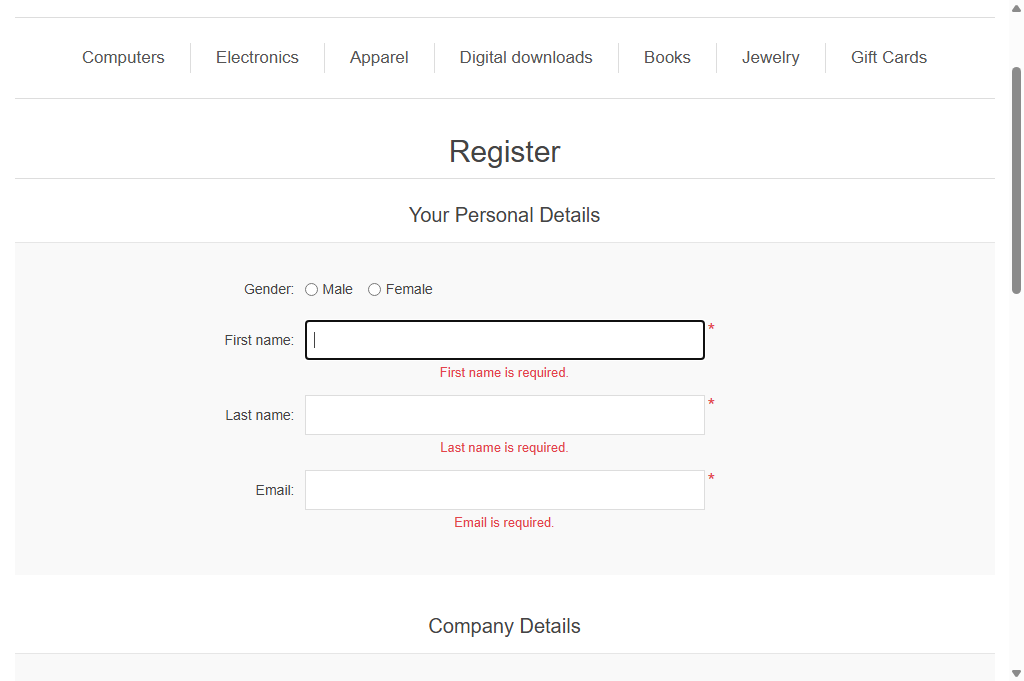 Computers Electronics Apparel Digital downloads Books Jewelry Gift Cards
Register
Your Personal Details
Gender: Male Female
First name: *
First name is required.
Last name: *
Last name is required.
Email: *
Email is required.
Company Details